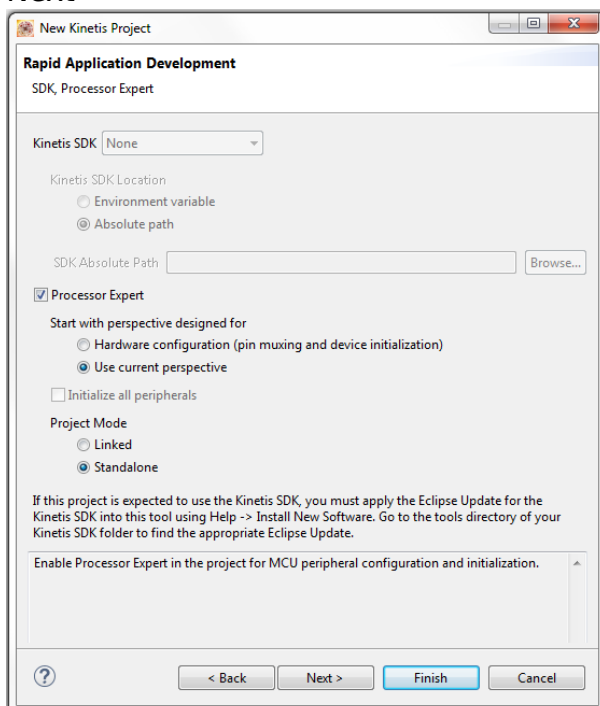 Next
New Kinetis Project
Rapid Application Development
SDK, Processor Expert
Kinetis SDK None
Kinetis SDK Location
Environment variable
Absolute path
SDK Absolute Path Browse...
Processor Expert
Start with perspective designed for
Hardware configuration (pin muxing and device initialization)
Use current perspective
Initialize all peripherals
Project Mode
Linked
Standalone
If this project is expected to use the Kinetis SDK, you must apply the Eclipse Update for the
Kinetis SDK into this tool using Help -> Install New Software. Go to the tools directory of your
Kinetis SDK folder to find the appropriate Eclipse Update.
Enable Processor Expert in the project for MCU peripheral configuration and initialization.
? < Back Next > Finish Cancel